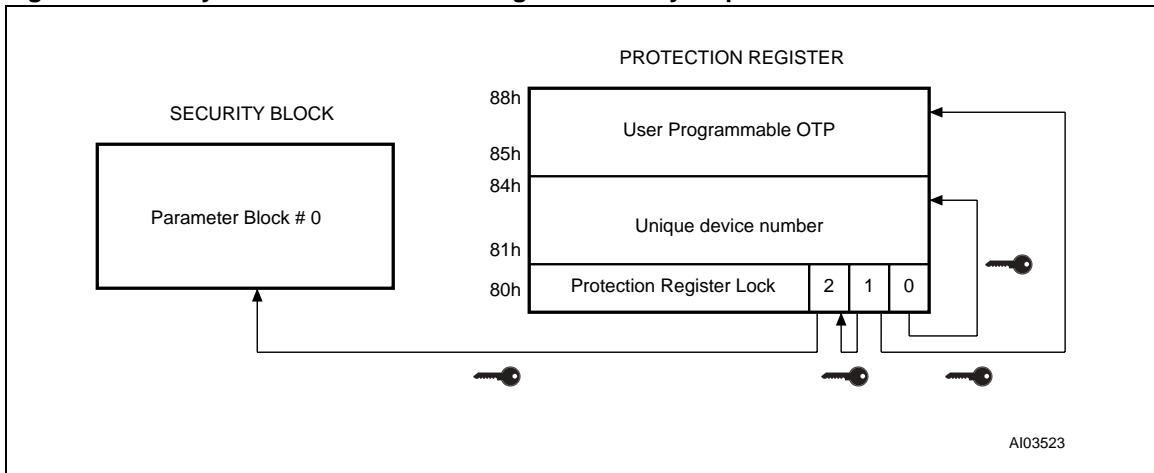 PROTECTION REGISTER
SECURITY BLOCK
88h
User Programmable OTP
85h
84h
Parameter Block # 0
Unique device number
81h
80h
Protection Register Lock
2
1
0
AI03523